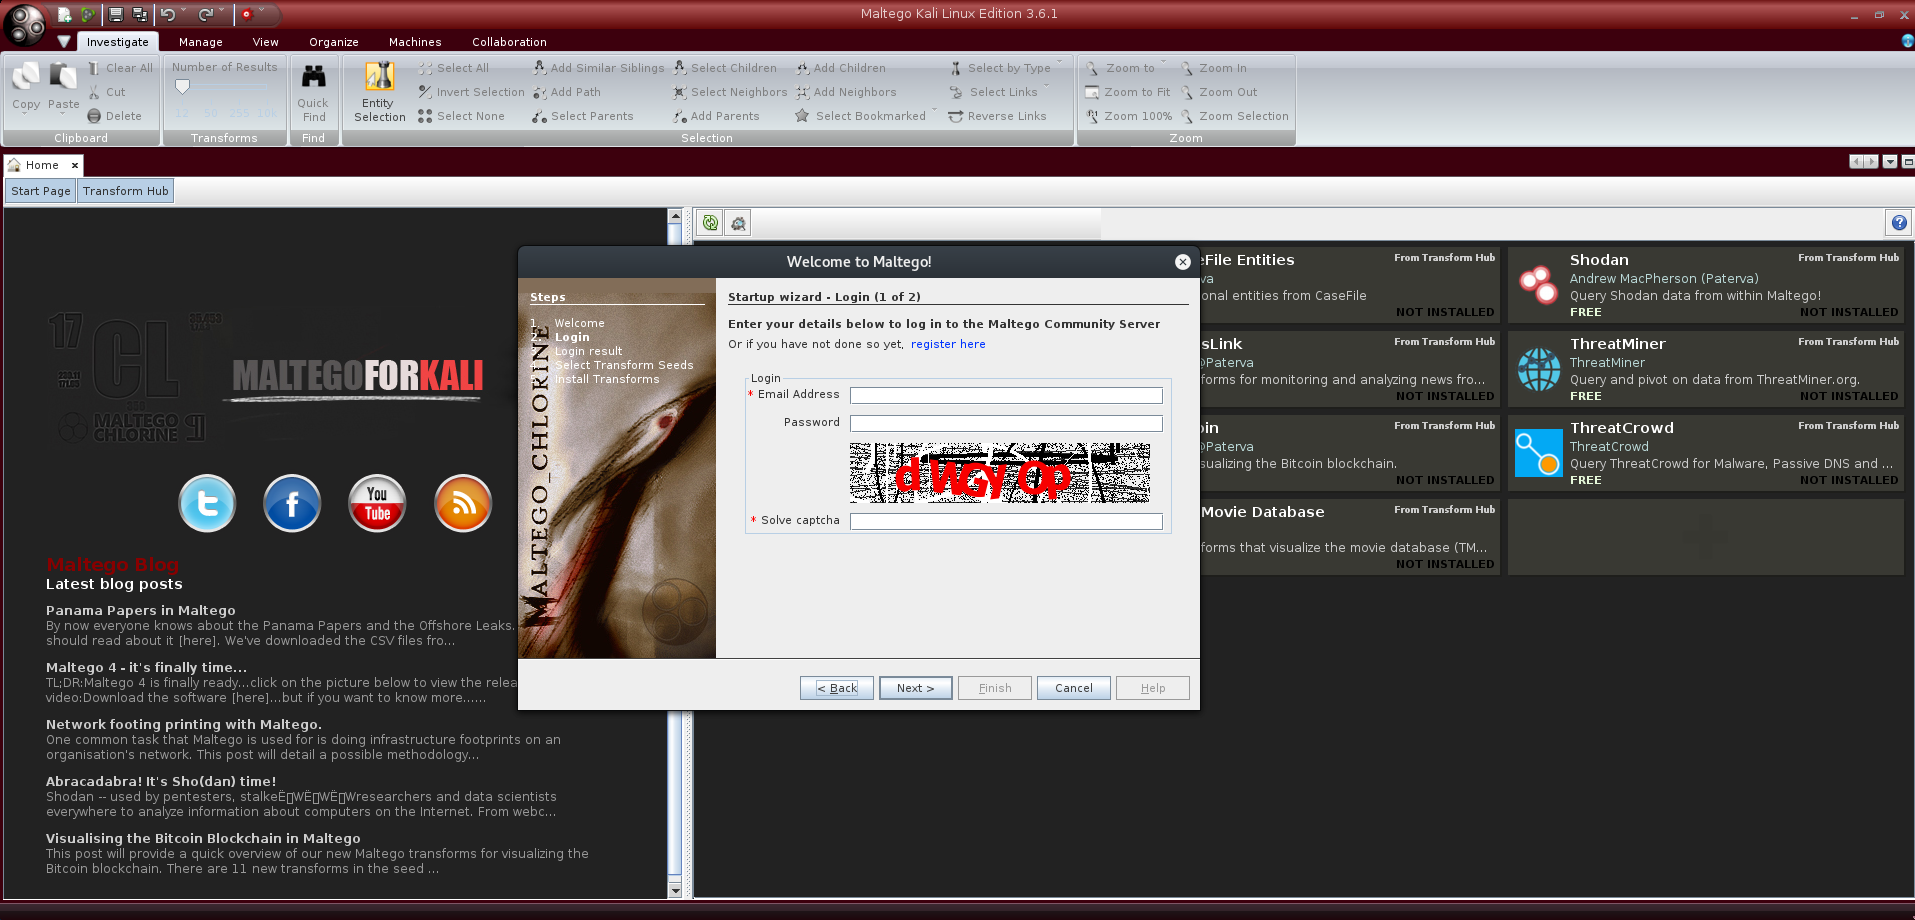 Maltego Kali Linux Edition 3.6.1
Investigate Manage View Organize Machines Collaboration
Copy Paste Clear All Cut Delete
Clipboard
Number of Results
12 50 255 10k
Transforms
Quick Find
Find
Entity Selection
Select All Add Similar Siblings Select Children Add Children Select by Type
Invert Selection Add Path Select Neighbors Add Neighbors Select Links
Select None Select Parents Add Parents Select Bookmarked Reverse Links
Selection
Zoom to Zoom In
Zoom to Fit Zoom Out
Zoom 100% Zoom Selection
Zoom
Home
Start Page Transform Hub
17 CL
MALTEGO CHLORINE
MALTEGOFORKALI
You Tube
Maltego Blog
Latest blog posts
Panama Papers in Maltego
By now everyone knows about the Panama Papers and the Offshore Leaks.
should read about it [here]. We've downloaded the CSV files fro...
Maltego 4 - it's finally time...
TL;DR:Maltego 4 is finally ready...click on the picture below to view the relea
video:Download the software [here]...but if you want to know more......
Network footing printing with Maltego.
One common task that Maltego is used for is doing infrastructure footprints on an
organisation's network. This post will detail a possible methodology...
Abracadabra! It's Sho(dan) time!
Shodan -- used by pentesters, stalkeË▯WË▯WË▯Wresearchers and data scientists
everywhere to analyze information about computers on the Internet. From webc...
Visualising the Bitcoin Blockchain in Maltego
This post will provide a quick overview of our new Maltego transforms for visualizing the
Bitcoin blockchain. There are 11 new transforms in the seed ...
Welcome to Maltego!
Steps
1. Welcome
Login
Login result
Select Transform Seeds
Install Transforms
MALTEGO_CHLORINE
Startup wizard - Login (1 of 2)
Enter your details below to log in to the Maltego Community Server
Or if you have not done so yet, register here
Login
* Email Address
Password
d WGy Op
* Solve captcha
< Back Next > Finish Cancel Help
eFile Entities From Transform Hub
va
onal entities from CaseFile
NOT INSTALLED
sLink From Transform Hub
@Paterva
forms for monitoring and analyzing news fro...
NOT INSTALLED
oin From Transform Hub
@Paterva
sualizing the Bitcoin blockchain.
NOT INSTALLED
Movie Database From Transform Hub
forms that visualize the movie database (TM...
NOT INSTALLED
Shodan From Transform Hub
Andrew MacPherson (Paterva)
Query Shodan data from within Maltego!
FREE NOT INSTALLED
ThreatMiner From Transform Hub
ThreatMiner
Query and pivot on data from ThreatMiner.org.
FREE NOT INSTALLED
ThreatCrowd From Transform Hub
ThreatCrowd
Query ThreatCrowd for Malware, Passive DNS and ...
FREE NOT INSTALLED